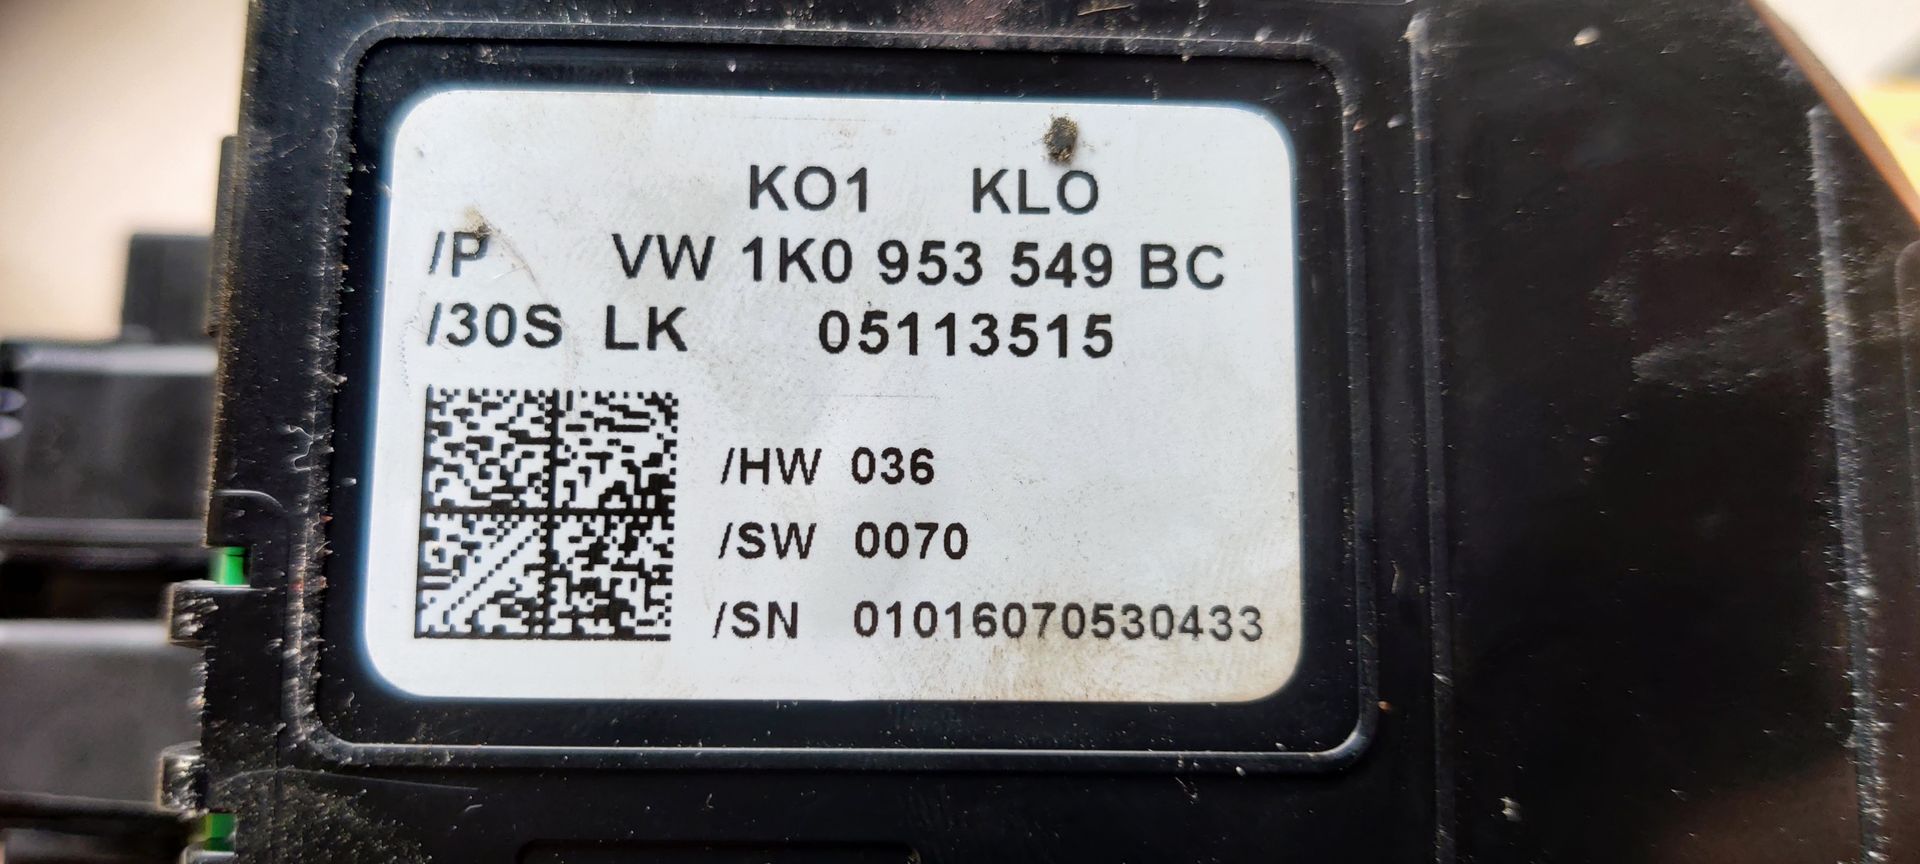 KO1 KLO
/P VW 1K0 953 549 BC
/30S LK 05113515
/HW 036
/SW 0070
/SN 01016070530433